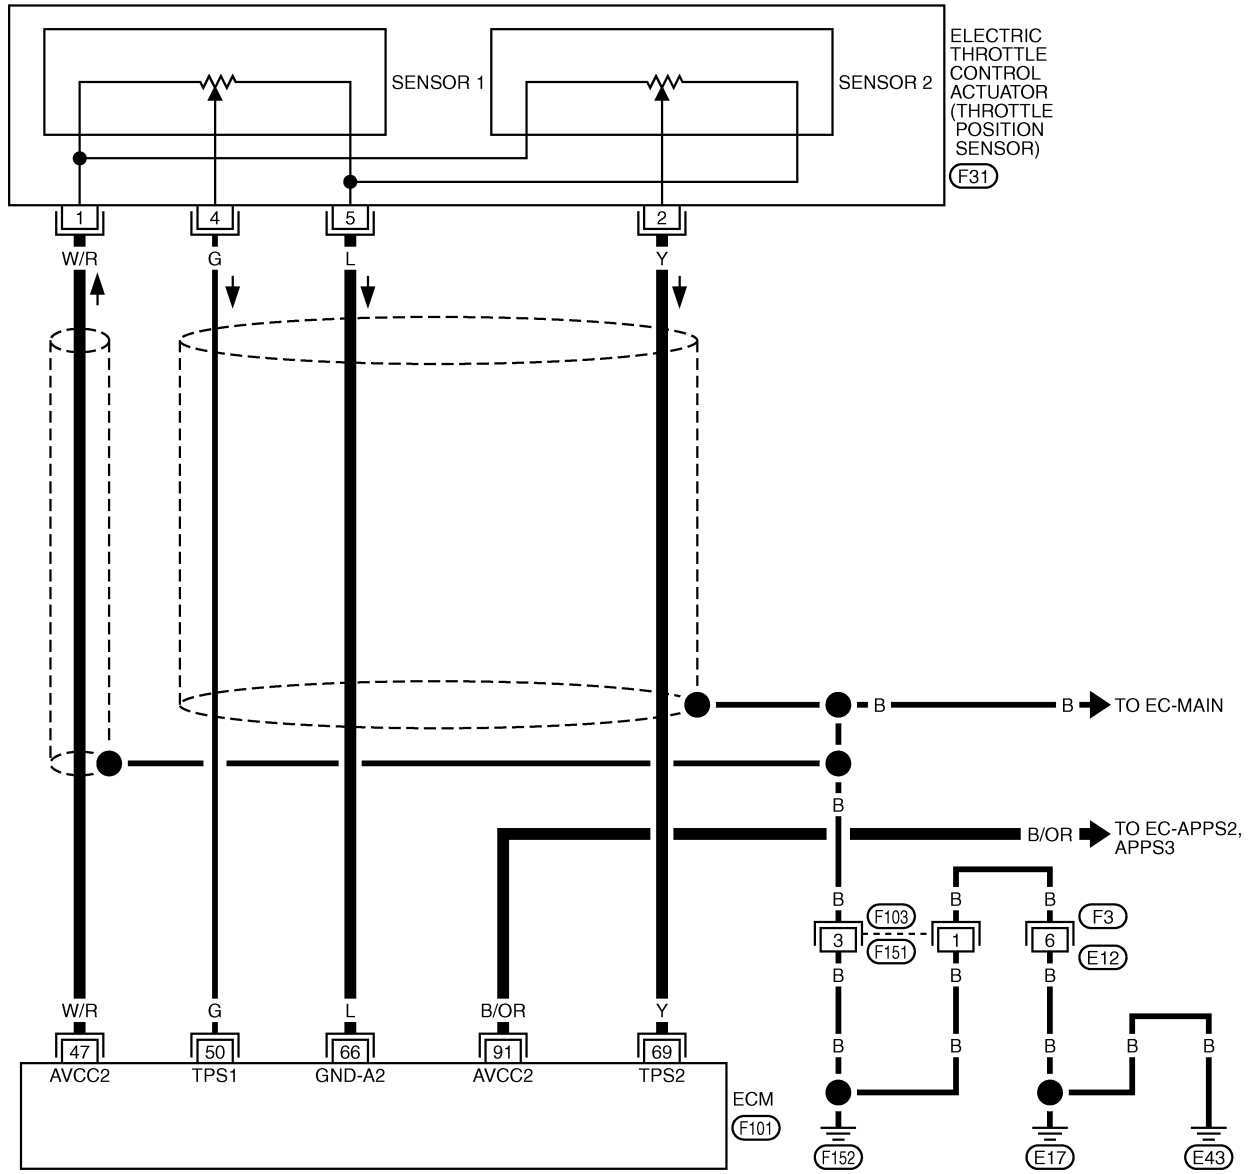 ELECTRIC
THROTTLE
CONTROL
ACTUATOR
(THROTTLE
POSITION
SENSOR)
F31
SENSOR 1
SENSOR 2
1
4
5
2
W/R
G
L
Y
B
B
TO EC-MAIN
B
B/OR
TO EC-APPS2,
APPS3
B
B
B
F103
F3
3
1
6
F151
E12
B
B
B
W/R
G
L
B/OR
Y
B
B
B
B
B
47
50
66
91
69
AVCC2
TPS1
GND-A2
AVCC2
TPS2
ECM
F101
F152
E17
E43